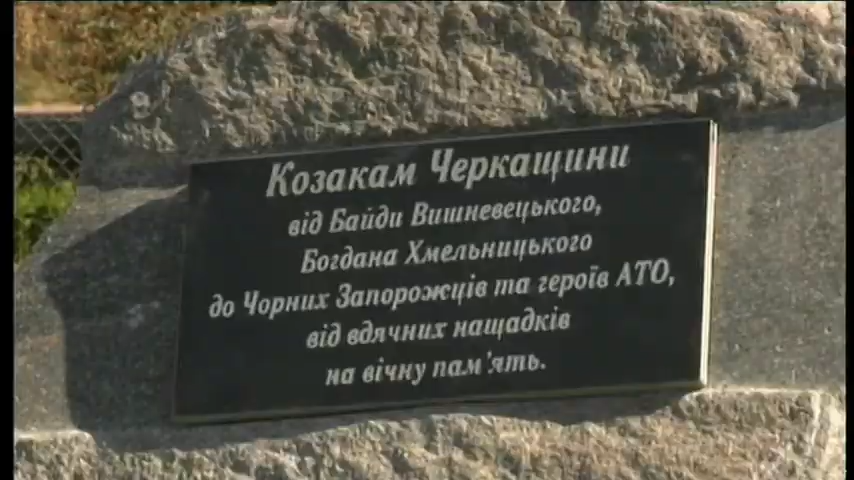 Козакам Черкащини
від Байди Вишневецького,
Богдана Хмельницького
до Чорних Запорожців та героїв АТО,
від вдячних нащадків
на вічну пам'ять.